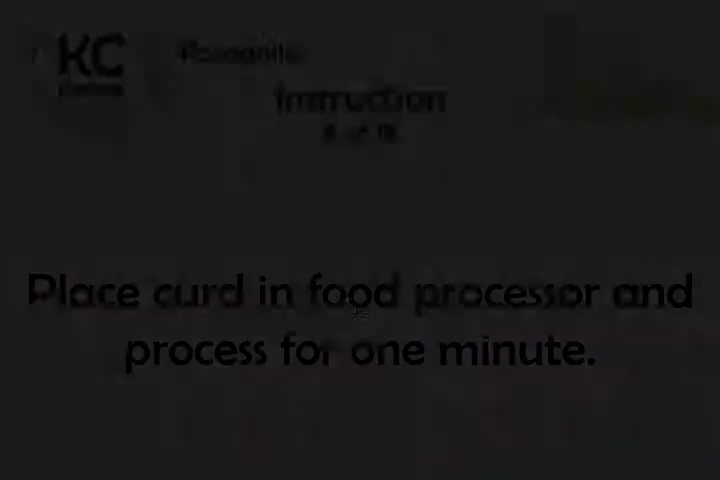 KC
Instruction
Place curd in food processor and
process for one minute.